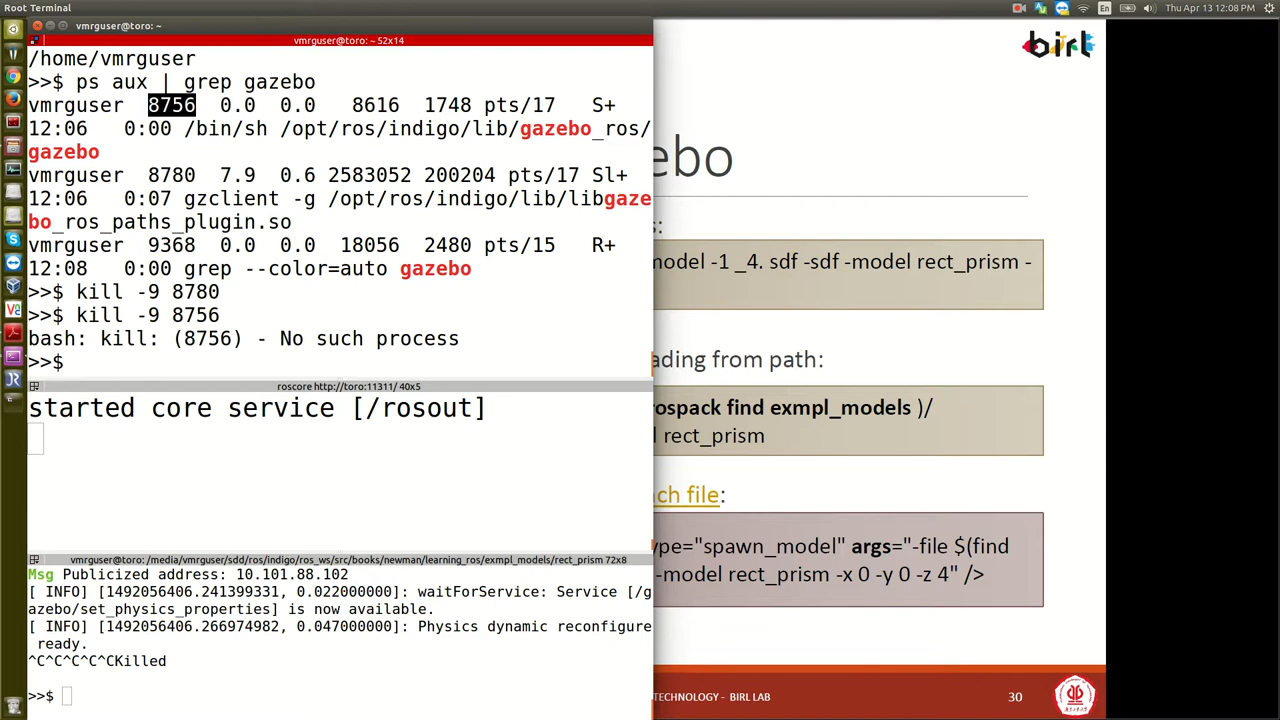 Root Terminal
En
Thu Apr 13 12:08 PM
vmrguser@toro: ~
vmrguser@toro: ~ 52x14
/home/vmrguser
>>$ ps aux | grep gazebo
vmrguser  8756  0.0  0.0   8616  1748 pts/17   S+
12:06   0:00 /bin/sh /opt/ros/indigo/lib/gazebo_ros/
gazebo
vmrguser  8780  7.9  0.6 2583052 200204 pts/17 Sl+
12:06   0:07 gzclient -g /opt/ros/indigo/lib/libgaze
bo_ros_paths_plugin.so
vmrguser  9368  0.0  0.0  18056  2480 pts/15   R+
12:08   0:00 grep --color=auto gazebo
>>$ kill -9 8780
>>$ kill -9 8756
bash: kill: (8756) - No such process
>>$
roscore http://toro:11311/ 40x5
started core service [/rosout]
vmrguser@toro: /media/vmrguser/sdd/ros/indigo/ros_ws/src/books/newman/learning_ros/exmpl_models/rect_prism 72x8
Msg Publicized address: 10.101.88.102
[ INFO] [1492056406.241399331, 0.022000000]: waitForService: Service [/g
azebo/set_physics_properties] is now available.
[ INFO] [1492056406.266974982, 0.047000000]: Physics dynamic reconfigure
ready.
^C^C^C^C^CKilled
>>$
birl
ebo
s:
model -1 _4. sdf -sdf -model rect_prism -
ading from path:
rospack find exmpl_models )/
l rect_prism
ch file:
ype="spawn_model" args="-file $(find
-model rect_prism -x 0 -y 0 -z 4" />
TECHNOLOGY - BIRL LAB
30